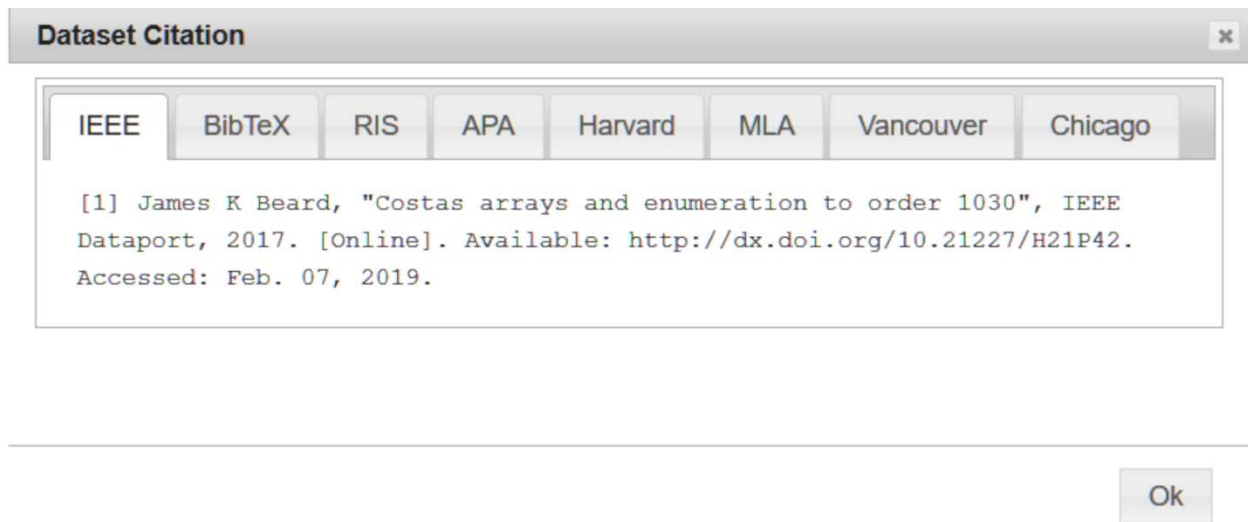 Dataset Citation
IEEE BibTeX RIS APA Harvard MLA Vancouver Chicago
[1] James K Beard, "Costas arrays and enumeration to order 1030", IEEE
Dataport, 2017. [Online]. Available: http://dx.doi.org/10.21227/H21P42.
Accessed: Feb. 07, 2019.
Ok